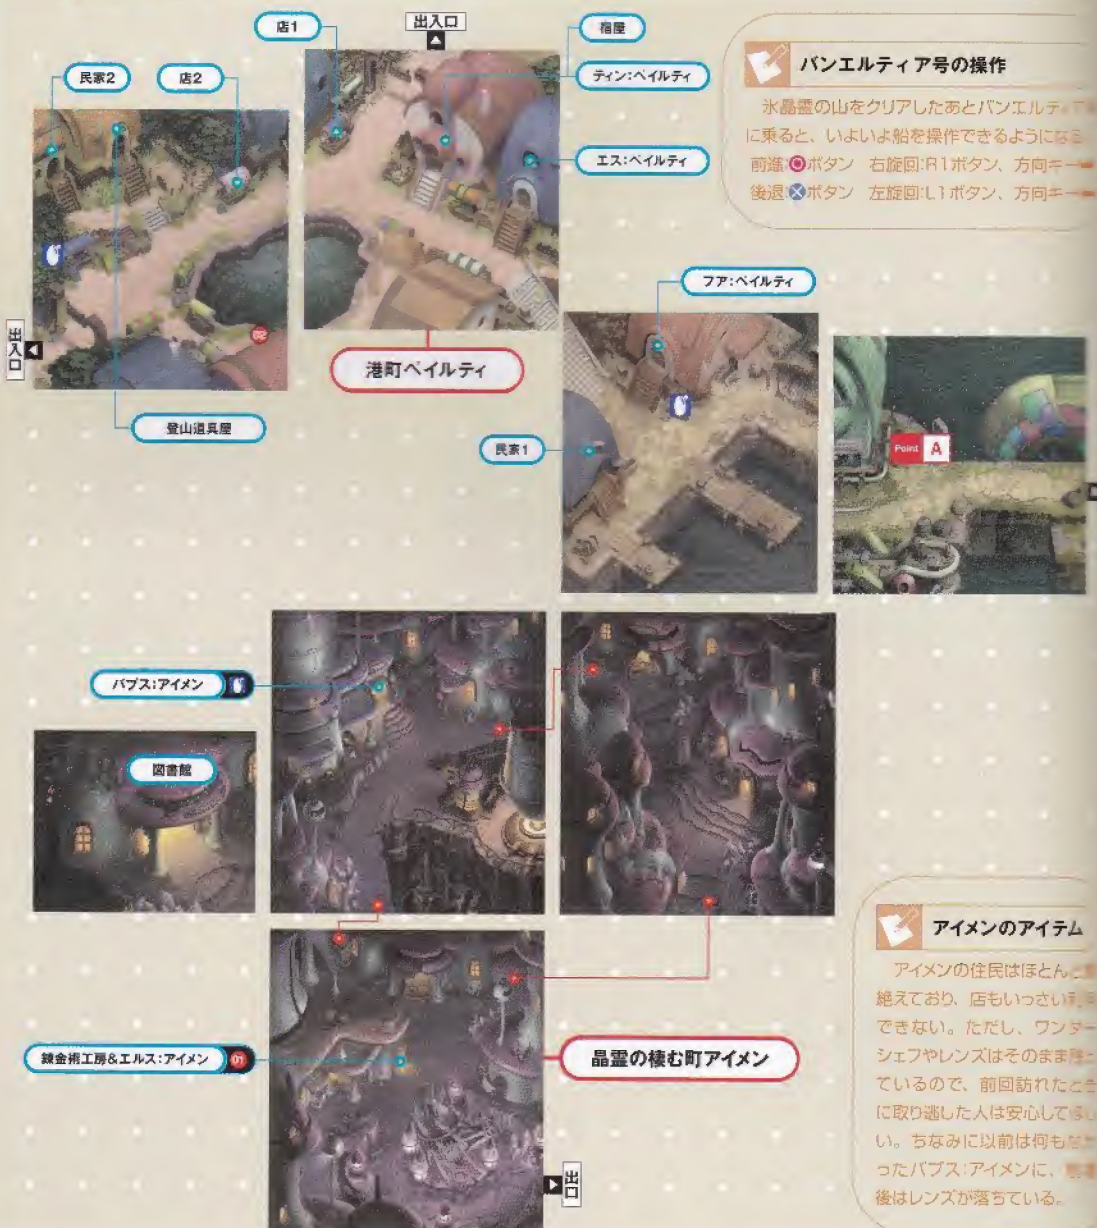 店1
出入口
宿屋
民家2
店2
ティン:ペイルティ
エス:ペイルティ
バンエルティア号の操作
氷晶霊の山をクリアしたあとバンエルティア
に乗ると、いよいよ船を操作できるようになる
前進:ボタン 右旋回:R1ボタン、方向キー
後退:ボタン 左旋回:L1ボタン、方向キー
フア:ペイルティ
出入口
02
港町ペイルティ
登山道具屋
民家1
Point A
バブス:アイメン
図書館
錬金術工房&エルス:アイメン 01
晶霊の棲む町アイメン
出口
アイメンのアイテム
アイメンの住民はほとんど
絶えており、店もいっさい
できない。ただし、ワンダー
シェフやレンズはそのまま
ているので、前回訪れたとき
に取り逃した人は安心してほし
い。ちなみに以前は何も
ったバブス:アイメンに、
後はレンズが落ちている。